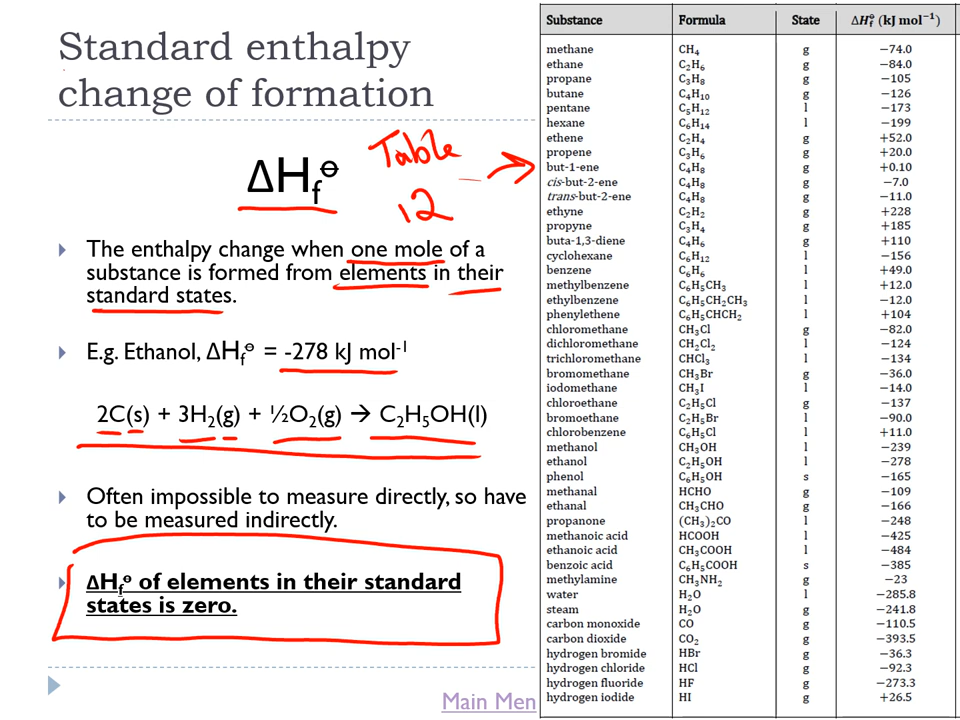 Standard enthalpy
change of formation
ΔHf⦵
Table
12
The enthalpy change when one mole of a
substance is formed from elements in their
standard states.
E.g. Ethanol, ΔHf⦵ = -278 kJ mol-1
2C(s) + 3H2(g) + ½O2(g) → C2H5OH(l)
Often impossible to measure directly, so have
to be measured indirectly.
ΔHf⦵ of elements in their standard
states is zero.
Main Men
Substance Formula State ΔHf⦵ (kJ mol−1)
methane CH4 g −74.0
ethane C2H6 g −84.0
propane C3H8 g −105
butane C4H10 g −126
pentane C5H12 l −173
hexane C6H14 l −199
ethene C2H4 g +52.0
propene C3H6 g +20.0
but-1-ene C4H8 g +0.10
cis-but-2-ene C4H8 g −7.0
trans-but-2-ene C4H8 g −11.0
ethyne C2H2 g +228
propyne C3H4 g +185
buta-1,3-diene C4H6 g +110
cyclohexane C6H12 l −156
benzene C6H6 l +49.0
methylbenzene C6H5CH3 l +12.0
ethylbenzene C6H5CH2CH3 l −12.0
phenylethene C6H5CHCH2 l +104
chloromethane CH3Cl g −82.0
dichloromethane CH2Cl2 l −124
trichloromethane CHCl3 l −134
bromomethane CH3Br g −36.0
iodomethane CH3I l −14.0
chloroethane C2H5Cl g −137
bromoethane C2H5Br l −90.0
chlorobenzene C6H5Cl l +11.0
methanol CH3OH l −239
ethanol C2H5OH l −278
phenol C6H5OH s −165
methanal HCHO g −109
ethanal CH3CHO g −166
propanone (CH3)2CO l −248
methanoic acid HCOOH l −425
ethanoic acid CH3COOH l −484
benzoic acid C6H5COOH s −385
methylamine CH3NH2 g −23
water H2O l −285.8
steam H2O g −241.8
carbon monoxide CO g −110.5
carbon dioxide CO2 g −393.5
hydrogen bromide HBr g −36.3
hydrogen chloride HCl g −92.3
hydrogen fluoride HF g −273.3
hydrogen iodide HI g +26.5